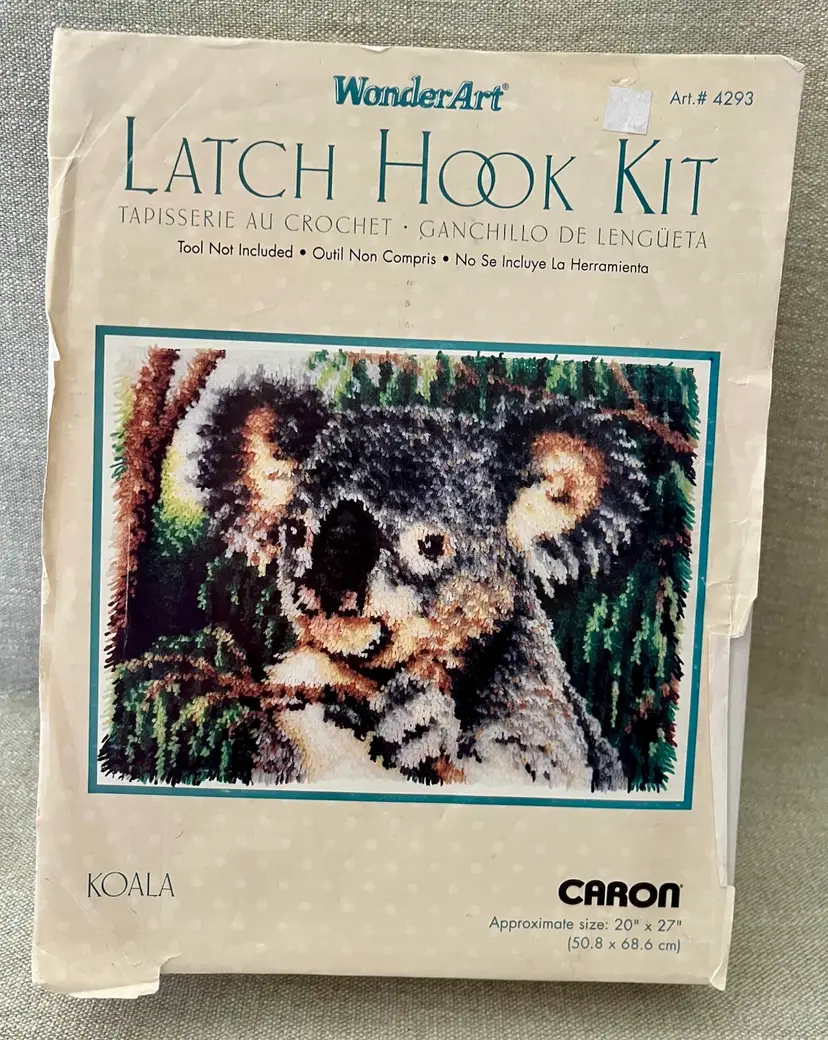 WonderArt®
Art.# 4293
LATCH HOOK KIT
TAPISSERIE AU CROCHET · GANCHILLO DE LENGÜETA
Tool Not Included • Outil Non Compris • No Se Incluye La Herramienta
KOALA
CARON®
Approximate size: 20" x 27"
(50.8 x 68.6 cm)